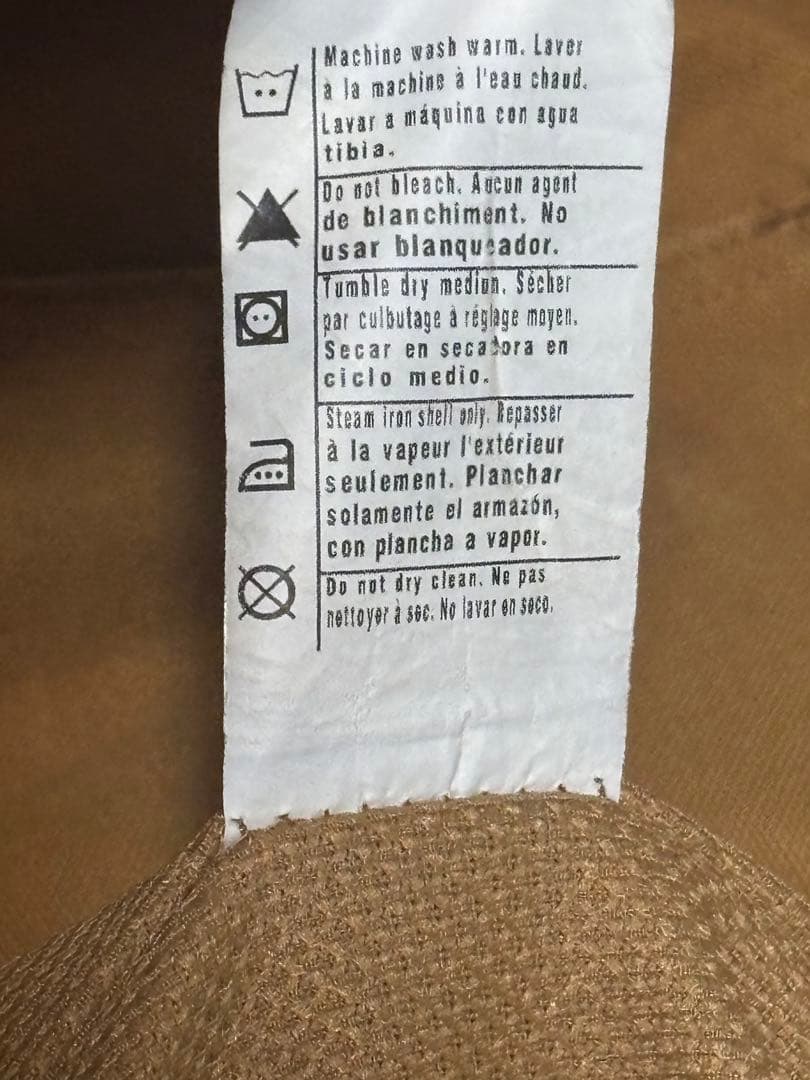 Machine wash warm. Laver
à la machine à l'eau chaud.
Lavar a máquina con agua
tibia.
Do not bleach. Aucun agent
de blanchiment. No
usar blanqueador.
Tumble dry medium. Sécher
par culbutage à réglage moyen.
Secar en secadora en
ciclo medio.
Steam iron shell only. Repasser
à la vapeur l'extérieur
seulement. Planchar
solamente el armazón,
con plancha a vapor.
Do not dry clean. Ne pas
nettoyer à sec. No lavar en seco.